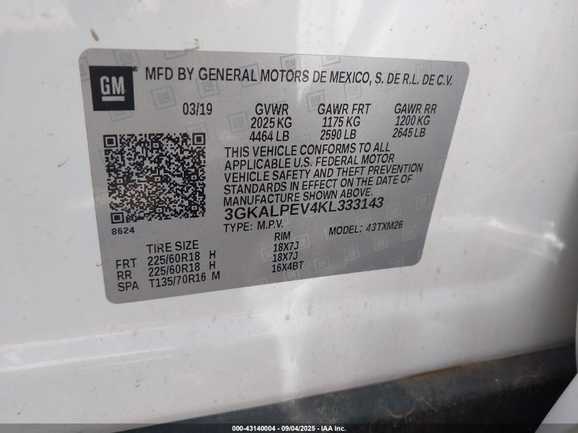 GM
MFD BY GENERAL MOTORS DE MEXICO, S. DE R.L. DE C.V.
03/19 GVWR GAWR FRT GAWR RR
2025 KG 1175 KG 1200 KG
4464 LB 2590 LB 2645 LB
THIS VEHICLE CONFORMS TO ALL
APPLICABLE U.S. FEDERAL MOTOR
VEHICLE SAFETY AND THEFT PREVENTION
STANDARDS IN EFFECT ON THE DATE OF
MANUFACTURE SHOWN ABOVE.
3GKALPEV4KL333143
8624
TYPE: M.P.V. MODEL: 43TXM26
TIRE SIZE RIM
FRT 225/60R18 H 18X7J
RR 225/60R18 H 18X7J
SPA T135/70R16 M 16X4BT
000-43140004 - 09/04/2025 - IAA Inc.